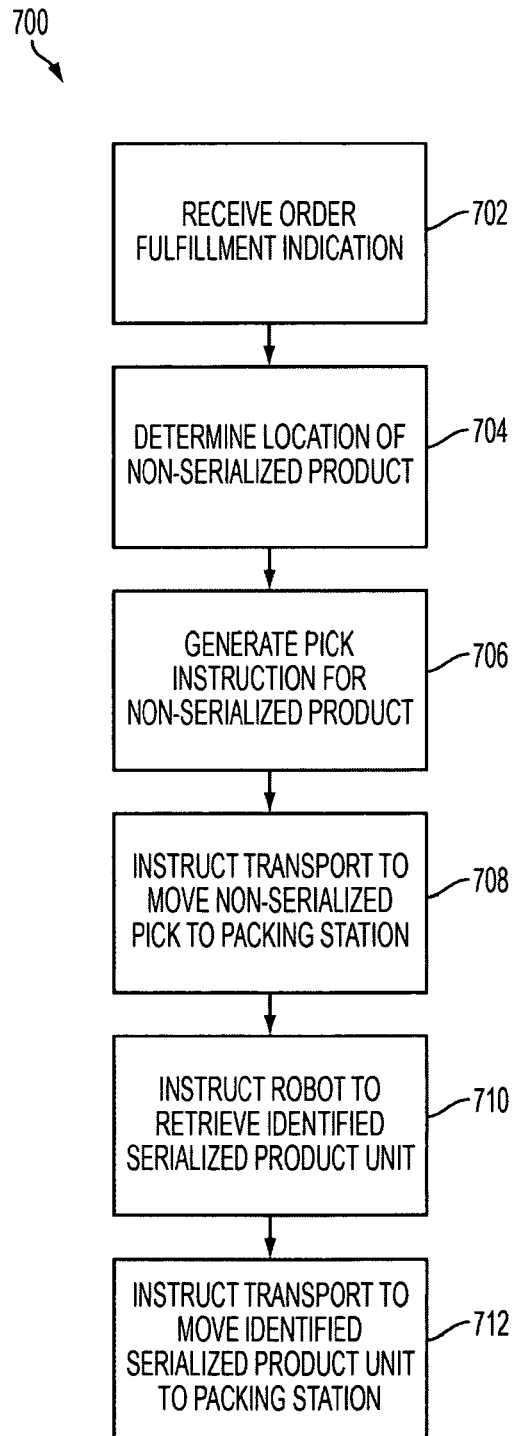 700
RECEIVE ORDER
FULFILLMENT INDICATION
702
DETERMINE LOCATION OF
NON-SERIALIZED PRODUCT
704
GENERATE PICK
INSTRUCTION FOR
NON-SERIALIZED PRODUCT
706
INSTRUCT TRANSPORT TO
MOVE NON-SERIALIZED
PICK TO PACKING STATION
708
INSTRUCT ROBOT TO
RETRIEVE IDENTIFIED
SERIALIZED PRODUCT UNIT
710
INSTRUCT TRANSPORT TO
MOVE IDENTIFIED
SERIALIZED PRODUCT UNIT
TO PACKING STATION
712